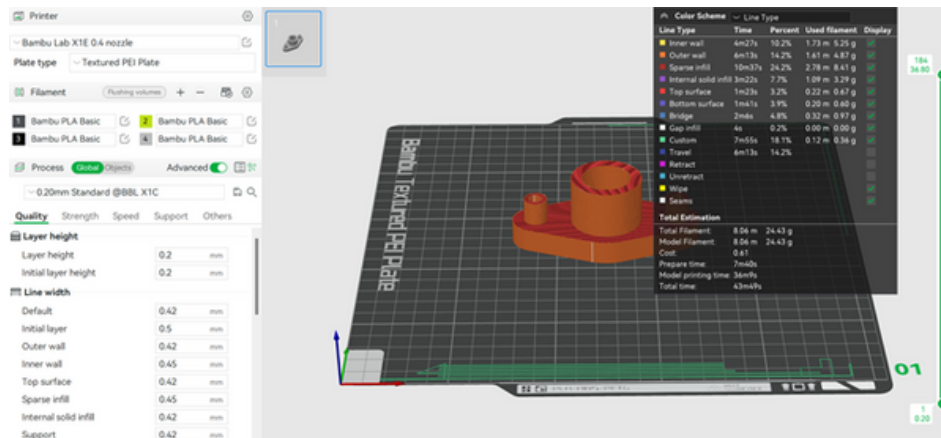 Printer
Bambu Lab X1E 0.4 nozzle
Plate type Textured PEI Plate
Filament Flushing volumes + −
1 Bambu PLA Basic 2 Bambu PLA Basic
3 Bambu PLA Basic 4 Bambu PLA Basic
Process Global Objects Advanced
0.20mm Standard @BBL X1C
Quality Strength Speed Support Others
Layer height
Layer height 0.2 mm
Initial layer height 0.2 mm
Line width
Default 0.42 mm
Initial layer 0.5 mm
Outer wall 0.42 mm
Inner wall 0.45 mm
Top surface 0.42 mm
Sparse infill 0.45 mm
Internal solid infill 0.42 mm
Support 0.42 mm
1
Bambu Textured PEI Plate
01
Color Scheme Line Type
Line Type Time Percent Used filament Display
Inner wall 4m27s 10.2% 1.73 m 5.25 g
Outer wall 6m13s 14.2% 1.61 m 4.87 g
Sparse infill 10m37s 24.2% 2.78 m 8.41 g
Internal solid infill 3m22s 7.7% 1.09 m 3.29 g
Top surface 1m23s 3.2% 0.22 m 0.67 g
Bottom surface 1m41s 3.9% 0.20 m 0.60 g
Bridge 2m6s 4.8% 0.32 m 0.97 g
Gap infill 4s 0.2% 0.00 m 0.00 g
Custom 7m55s 18.1% 0.12 m 0.36 g
Travel 6m13s 14.2%
Retract
Unretract
Wipe
Seams
Total Estimation
Total Filament: 8.06 m 24.43 g
Model Filament: 8.06 m 24.43 g
Cost: 0.61
Prepare time: 7m40s
Model printing time: 36m9s
Total time: 43m49s
184
36.80
1
0.20